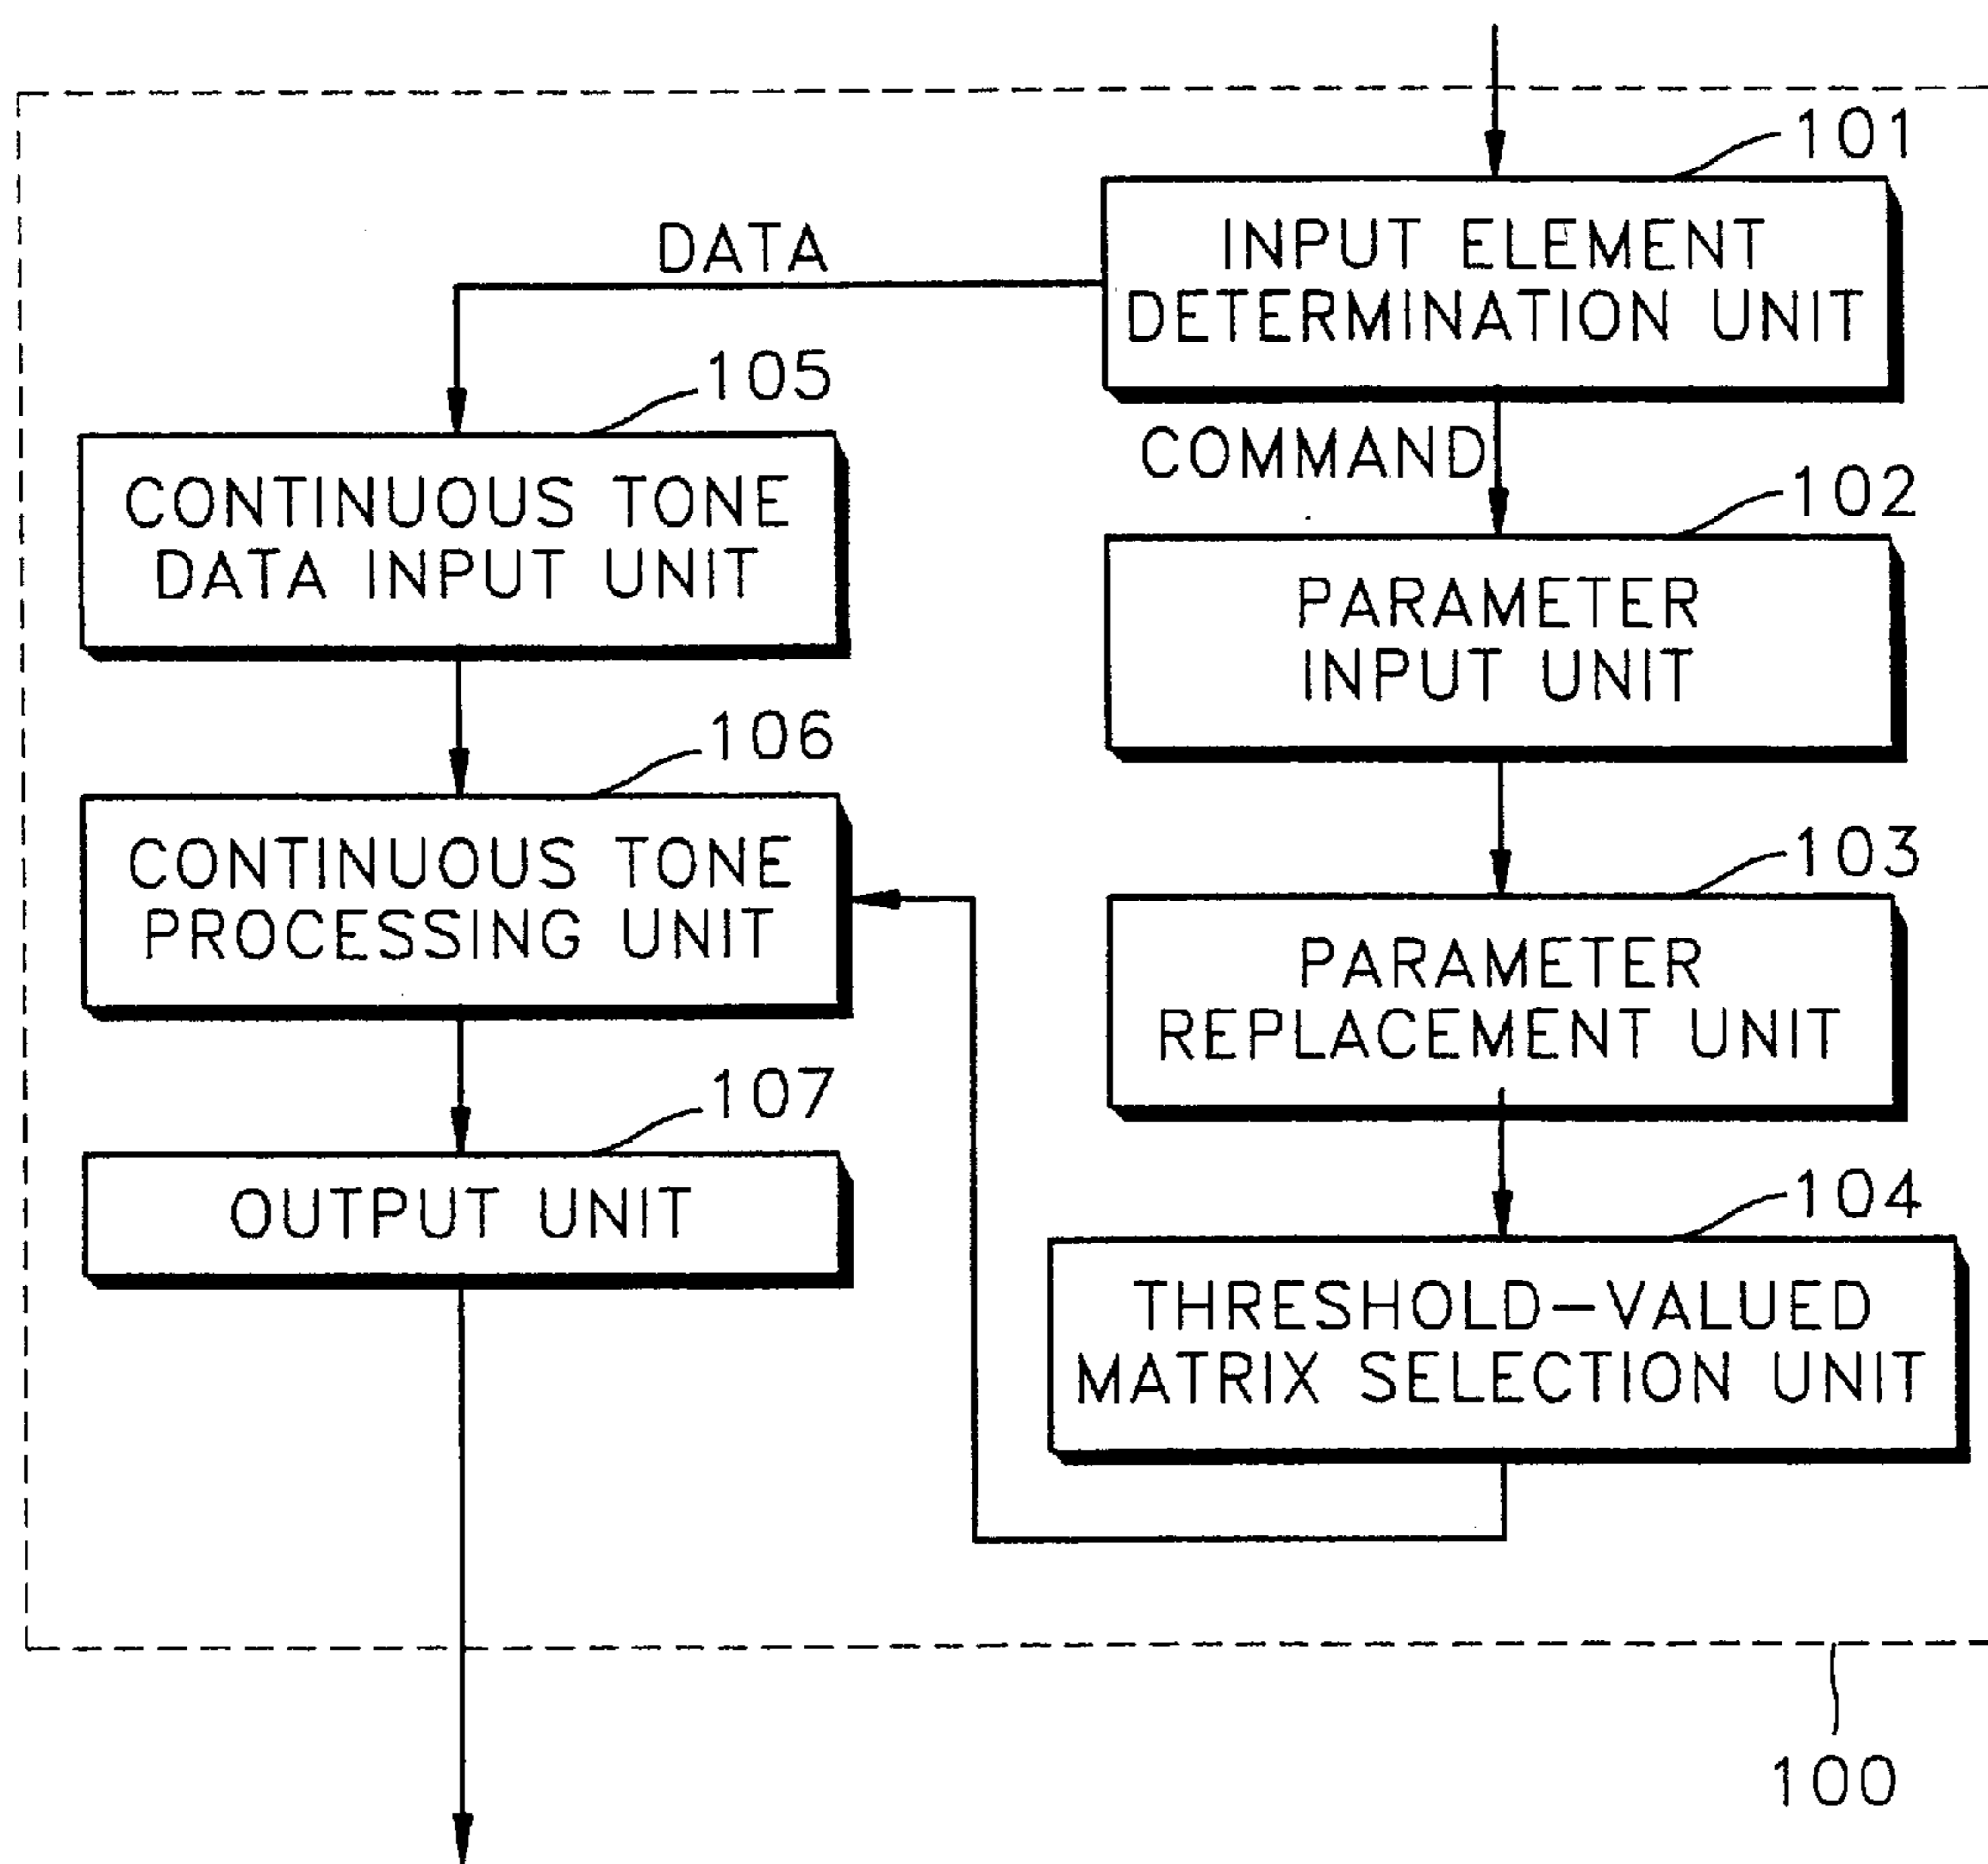 101
INPUT ELEMENT
DETERMINATION UNIT
DATA
COMMAND
105
CONTINUOUS TONE
DATA INPUT UNIT
102
PARAMETER
INPUT UNIT
106
CONTINUOUS TONE
PROCESSING UNIT
103
PARAMETER
REPLACEMENT UNIT
107
OUTPUT UNIT
104
THRESHOLD-VALUED
MATRIX SELECTION UNIT
100